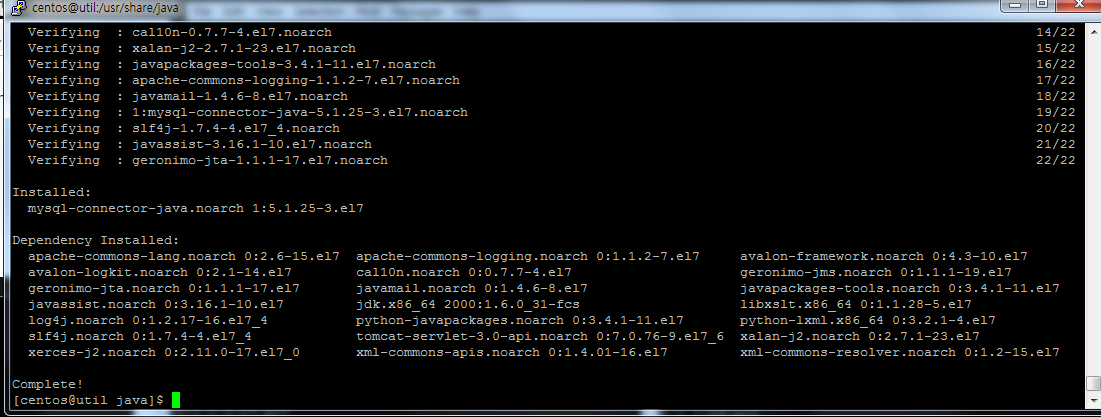 centos@util:/usr/share/java
Verifying  : cal10n-0.7.7-4.el7.noarch 14/22
Verifying  : xalan-j2-2.7.1-23.el7.noarch 15/22
Verifying  : javapackages-tools-3.4.1-11.el7.noarch 16/22
Verifying  : apache-commons-logging-1.1.2-7.el7.noarch 17/22
Verifying  : javamail-1.4.6-8.el7.noarch 18/22
Verifying  : 1:mysql-connector-java-5.1.25-3.el7.noarch 19/22
Verifying  : slf4j-1.7.4-4.el7_4.noarch 20/22
Verifying  : javassist-3.16.1-10.el7.noarch 21/22
Verifying  : geronimo-jta-1.1.1-17.el7.noarch 22/22
Installed:
mysql-connector-java.noarch 1:5.1.25-3.el7
Dependency Installed:
apache-commons-lang.noarch 0:2.6-15.el7 apache-commons-logging.noarch 0:1.1.2-7.el7 avalon-framework.noarch 0:4.3-10.el7
avalon-logkit.noarch 0:2.1-14.el7 cal10n.noarch 0:0.7.7-4.el7 geronimo-jms.noarch 0:1.1.1-19.el7
geronimo-jta.noarch 0:1.1.1-17.el7 javamail.noarch 0:1.4.6-8.el7 javapackages-tools.noarch 0:3.4.1-11.el7
javassist.noarch 0:3.16.1-10.el7 jdk.x86_64 2000:1.6.0_31-fcs libxslt.x86_64 0:1.1.28-5.el7
log4j.noarch 0:1.2.17-16.el7_4 python-javapackages.noarch 0:3.4.1-11.el7 python-lxml.x86_64 0:3.2.1-4.el7
slf4j.noarch 0:1.7.4-4.el7_4 tomcat-servlet-3.0-api.noarch 0:7.0.76-9.el7_6 xalan-j2.noarch 0:2.7.1-23.el7
xerces-j2.noarch 0:2.11.0-17.el7_0 xml-commons-apis.noarch 0:1.4.01-16.el7 xml-commons-resolver.noarch 0:1.2-15.el7
Complete!
[centos@util java]$